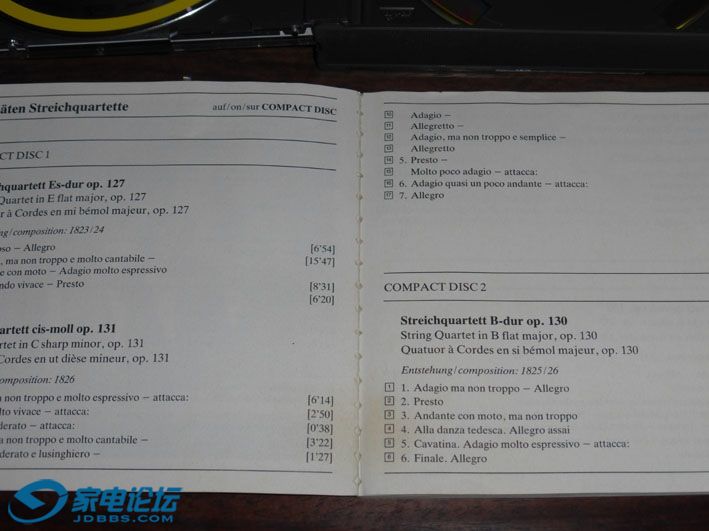 äten Streichquartette auf/on/sur COMPACT DISC
CT DISC 1
hquartett Es-dur op. 127
Quartet in E flat major, op. 127
or à Cordes en mi bémol majeur, op. 127
ng/composition: 1823/24
oso – Allegro [6'54]
, ma non troppo e molto cantabile – [15'47]
e con moto – Adagio molto espressivo
ndo vivace – Presto [8'31]
[6'20]
artett cis-moll op. 131
rtet in C sharp minor, op. 131
Cordes en ut dièse mineur, op. 131
composition: 1826
a non troppo e molto espressivo – attacca: [6'14]
lto vivace – attacca: [2'50]
derato – attacca: [0'38]
na non troppo e molto cantabile – [3'22]
derato e lusinghiero – [1'27]
10 Adagio –
11 Allegretto –
12 Adagio, ma non troppo e semplice –
13 Allegretto
14 5. Presto –
15 Molto poco adagio – attacca:
16 6. Adagio quasi un poco andante – attacca:
17 7. Allegro
COMPACT DISC 2
Streichquartett B-dur op. 130
String Quartet in B flat major, op. 130
Quatuor à Cordes en si bémol majeur, op. 130
Entstehung/composition: 1825/26
1 1. Adagio ma non troppo – Allegro
2 2. Presto
3 3. Andante con moto, ma non troppo
4 4. Alla danza tedesca. Allegro assai
5 5. Cavatina. Adagio molto espressivo – attacca:
6 6. Finale. Allegro
家电论坛
JDBBS.COM